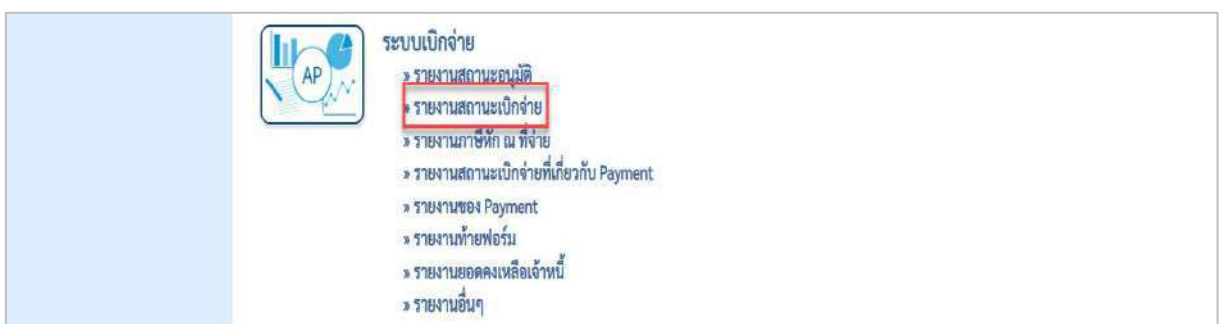 ระบบเบิกจ่าย
AP
» รายงานสถานะอนุมัติ
» รายงานสถานะเบิกจ่าย
» รายงานภาษีหัก ณ ที่จ่าย
» รายงานสถานะเบิกจ่ายที่เกี่ยวกับ Payment
» รายงานของ Payment
» รายงานท้ายฟอร์ม
» รายงานยอดคงเหลือเจ้าหนี้
» รายงานอื่นๆ